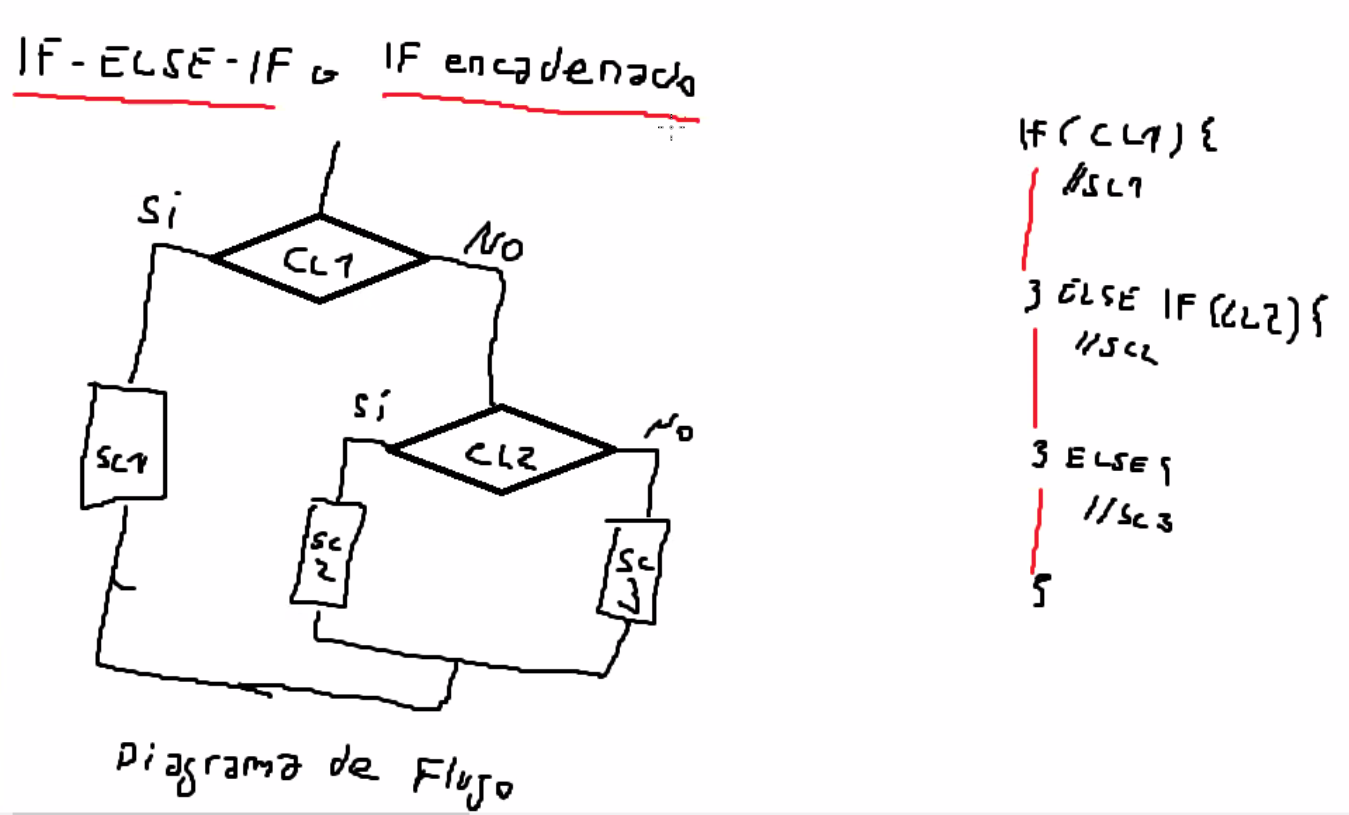 IF-ELSE-IF o IF encadenado
Si
CL1
No
SC1
Si
CL2
No
SC
2
SC
3
Diagrama de Flujo
IF (CL1) {
//SC1
} ELSE IF (CL2) {
//SC2
} ELSE {
//SC3
}